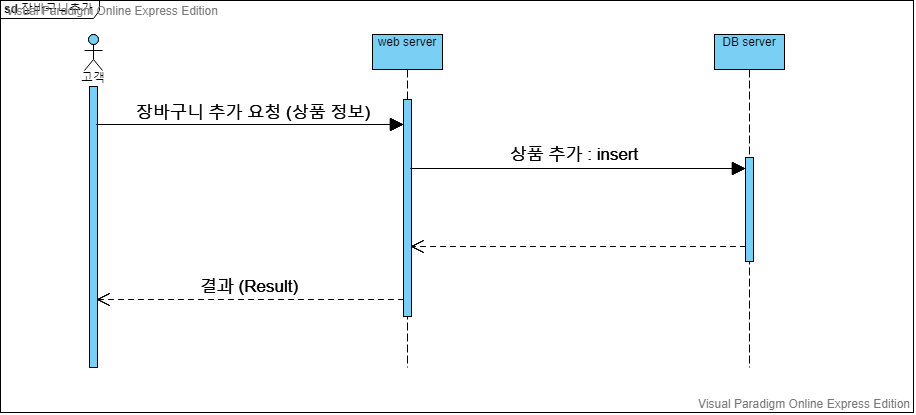 sd 장바구니추가
Visual Paradigm Online Express Edition
고객
web server
DB server
장바구니 추가 요청 (상품 정보)
상품 추가 : insert
결과 (Result)
Visual Paradigm Online Express Edition